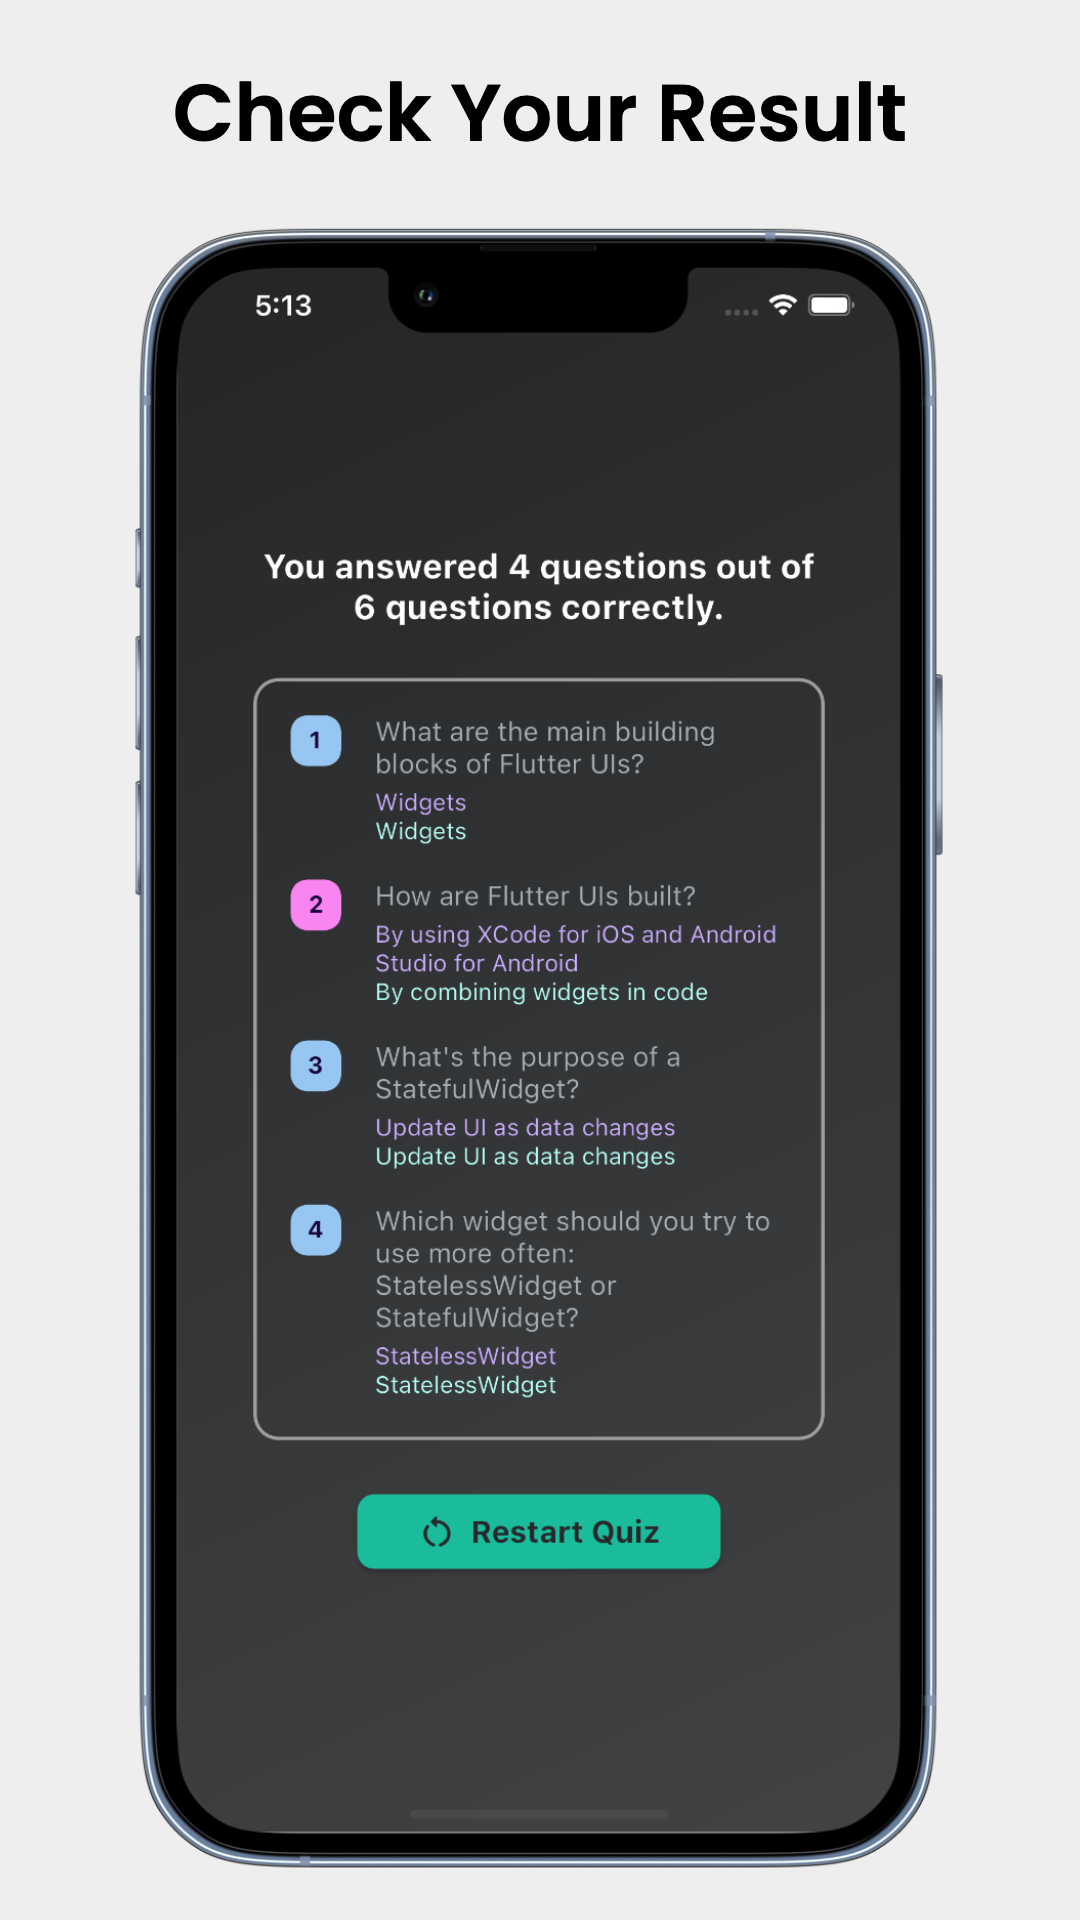 Check Your Result
5:13
You answered 4 questions out of
6 questions correctly.
1
What are the main building
blocks of Flutter UIs?
Widgets
Widgets
2
How are Flutter UIs built?
By using XCode for iOS and Android
Studio for Android
By combining widgets in code
3
What's the purpose of a
StatefulWidget?
Update UI as data changes
Update UI as data changes
4
Which widget should you try to
use more often:
StatelessWidget or
StatefulWidget?
StatelessWidget
StatelessWidget
Restart Quiz